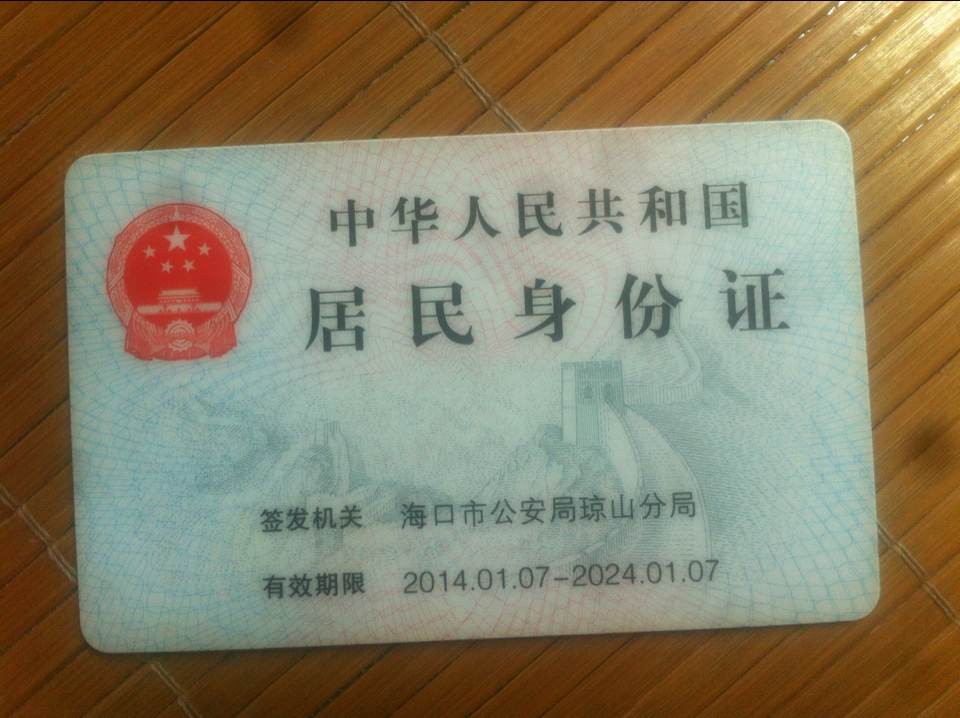 中华人民共和国
居民身份证
签发机关 海口市公安局琼山分局
有效期限 2014.01.07-2024.01.07